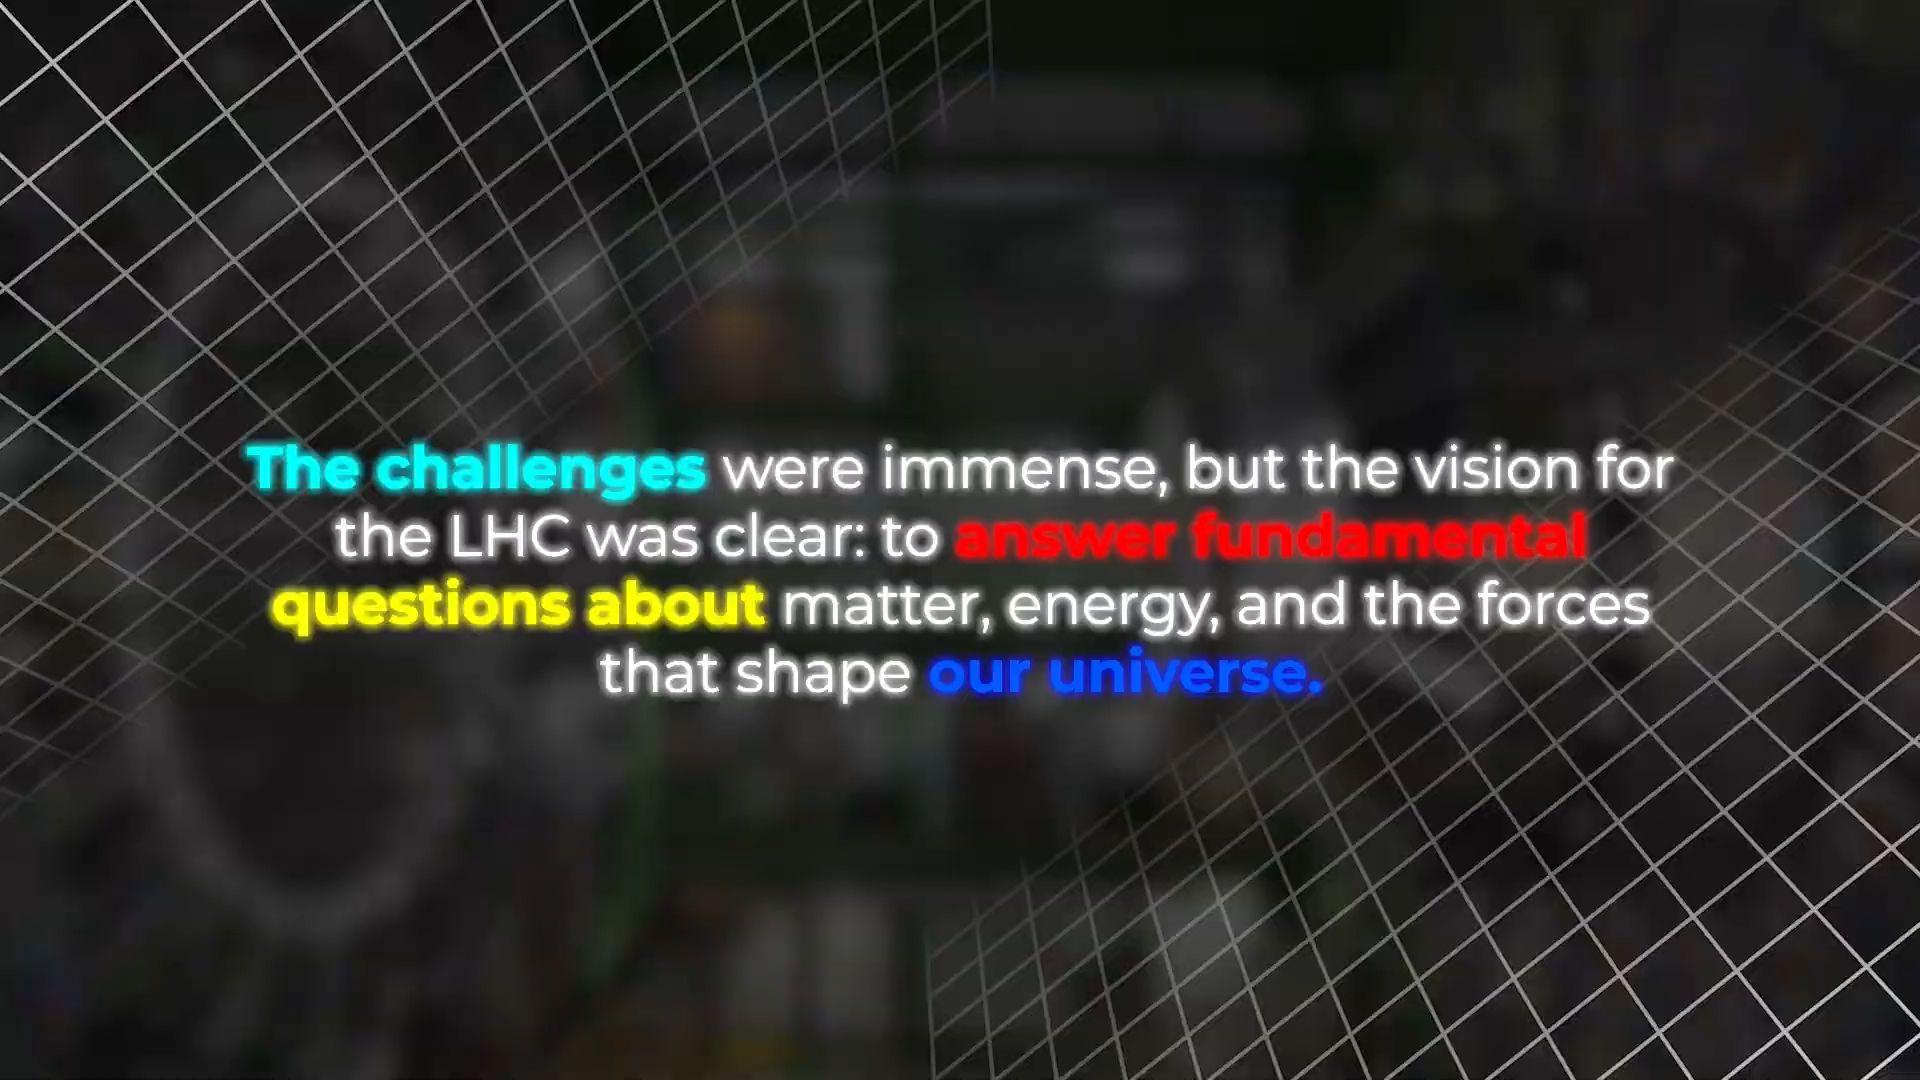 The challenges were immense, but the vision for
the LHC was clear: to answer fundamental
questions about matter, energy, and the forces
that shape our universe.